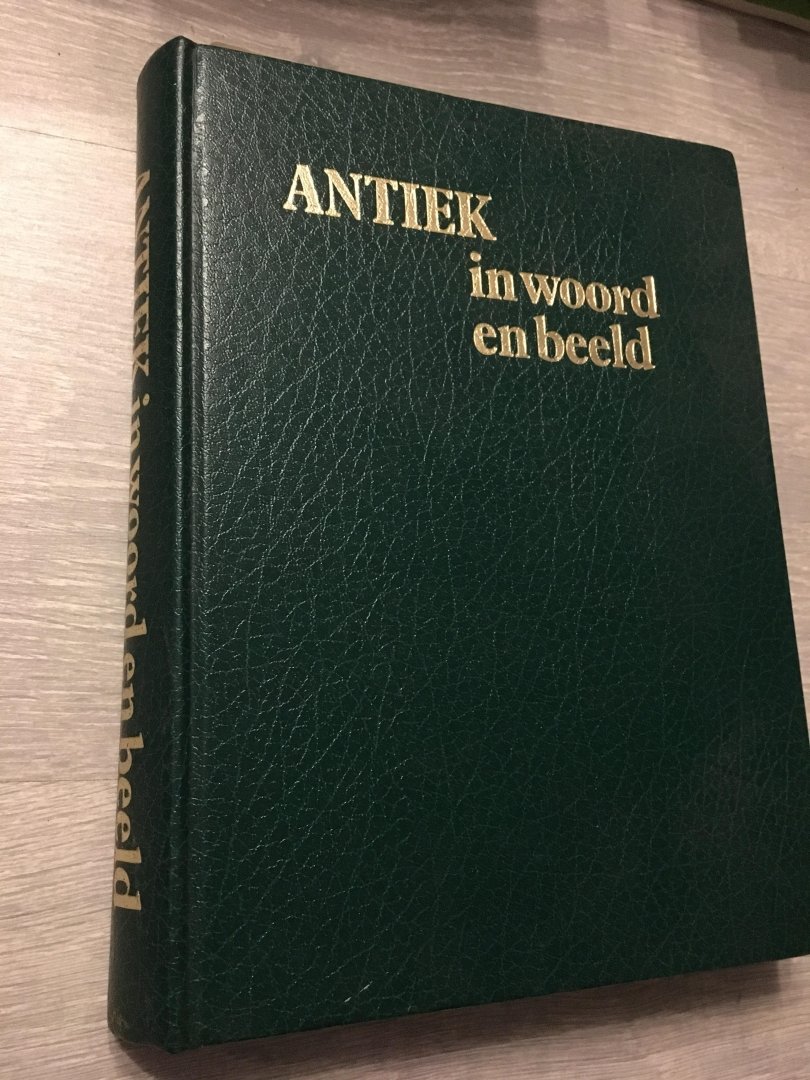 ANTIEK
in woord
en beeld
ANTIEK in woord en beeld